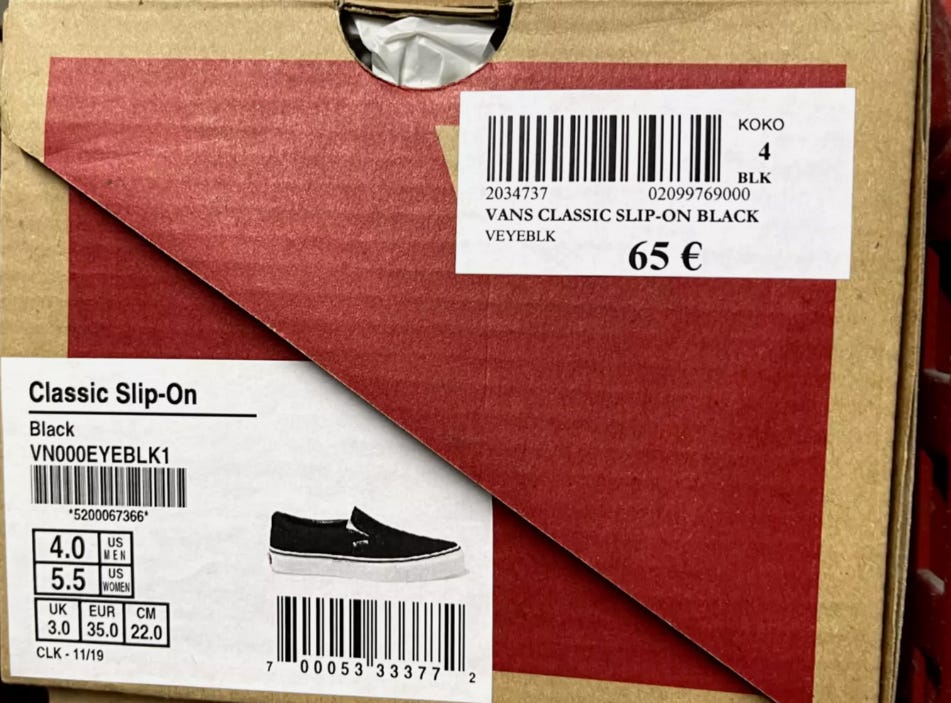 KOKO
4
BLK
2034737 02099769000
VANS CLASSIC SLIP-ON BLACK
VEYEBLK
65 €
Classic Slip-On
Black
VN000EYEBLK1
*5200067366*
4.0 US MEN
5.5 US WOMEN
UK EUR CM
3.0 35.0 22.0
CLK - 11/19
7 00053 33377 2